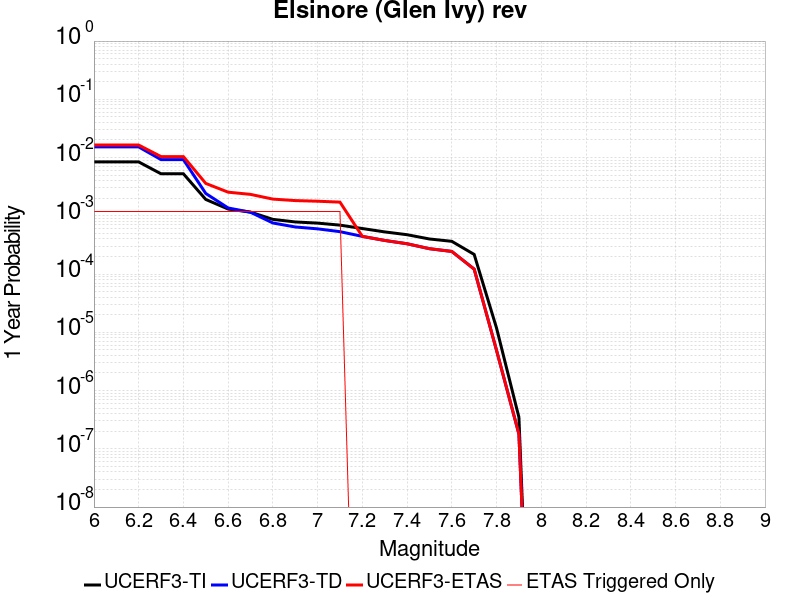 Elsinore (Glen Ivy) rev
10^0
10^-1
10^-2
10^-3
10^-4
10^-5
10^-6
10^-7
10^-8
1 Year Probability
6 6.2 6.4 6.6 6.8 7 7.2 7.4 7.6 7.8 8 8.2 8.4 8.6 8.8 9
Magnitude
UCERF3-TI UCERF3-TD UCERF3-ETAS ETAS Triggered Only